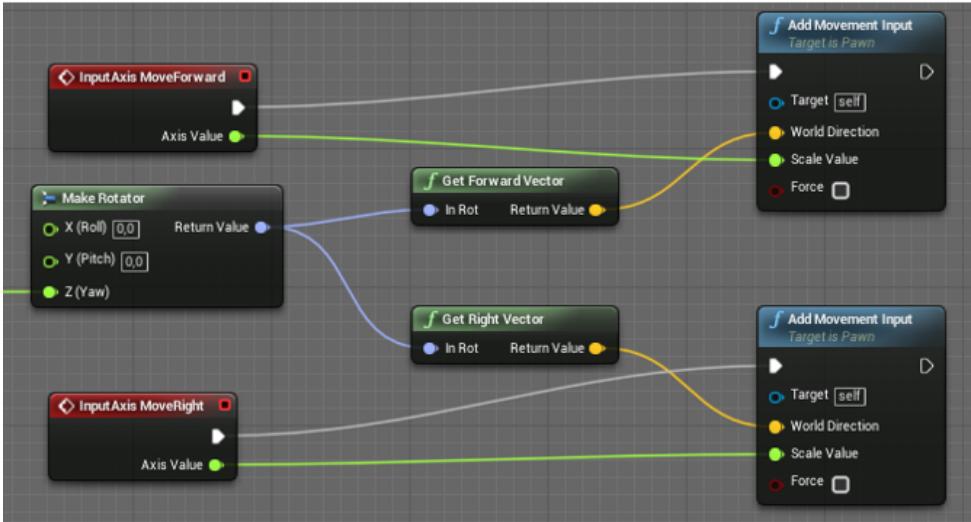 Add Movement Input
Target is Pawn
InputAxis MoveForward
Axis Value
Target self
World Direction
Scale Value
Force
Get Forward Vector
In Rot Return Value
Make Rotator
X (Roll) 0,0 Return Value
Y (Pitch) 0,0
Z (Yaw)
Get Right Vector
In Rot Return Value
Add Movement Input
Target is Pawn
InputAxis MoveRight
Axis Value
Target self
World Direction
Scale Value
Force